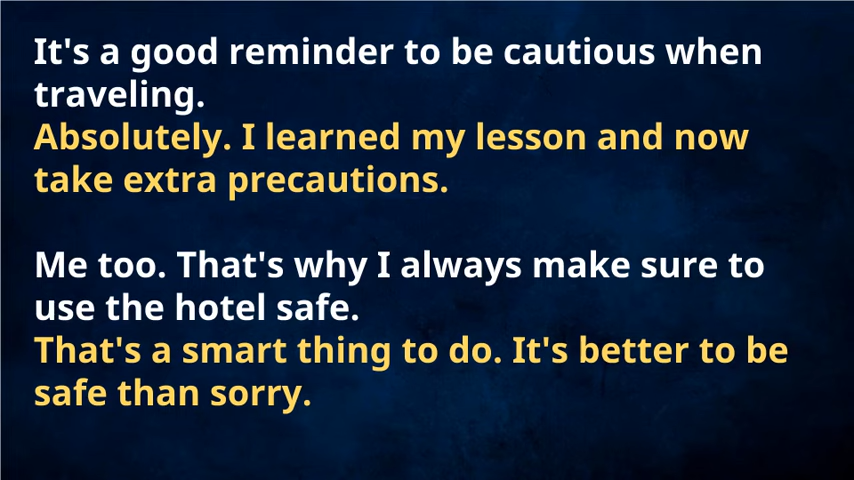 It's a good reminder to be cautious when
traveling.
Absolutely. I learned my lesson and now
take extra precautions.
Me too. That's why I always make sure to
use the hotel safe.
That's a smart thing to do. It's better to be
safe than sorry.